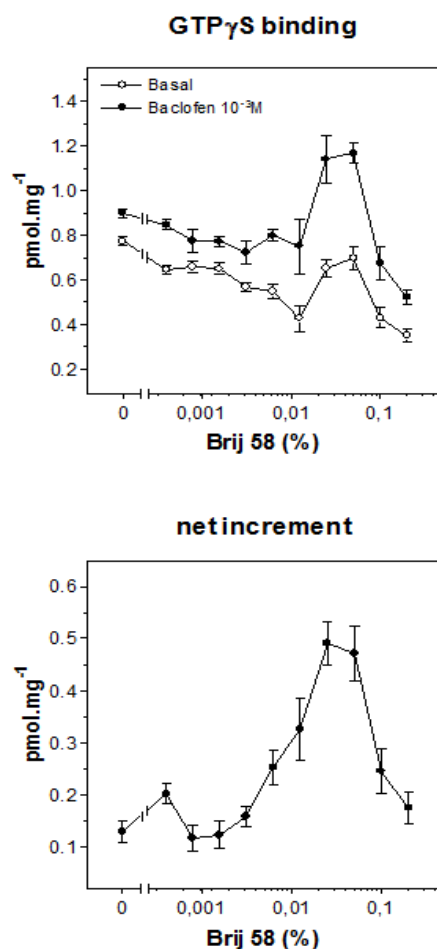 GTPγS binding
Basal
Baclofen 10⁻³M
1.4
1.2
1.0
0.8
0.6
0.4
0.2
pmol.mg⁻¹
0 0,001 0,01 0,1
Brij 58 (%)
net increment
0.6
0.5
0.4
0.3
0.2
0.1
pmol.mg⁻¹
0 0,001 0,01 0,1
Brij 58 (%)